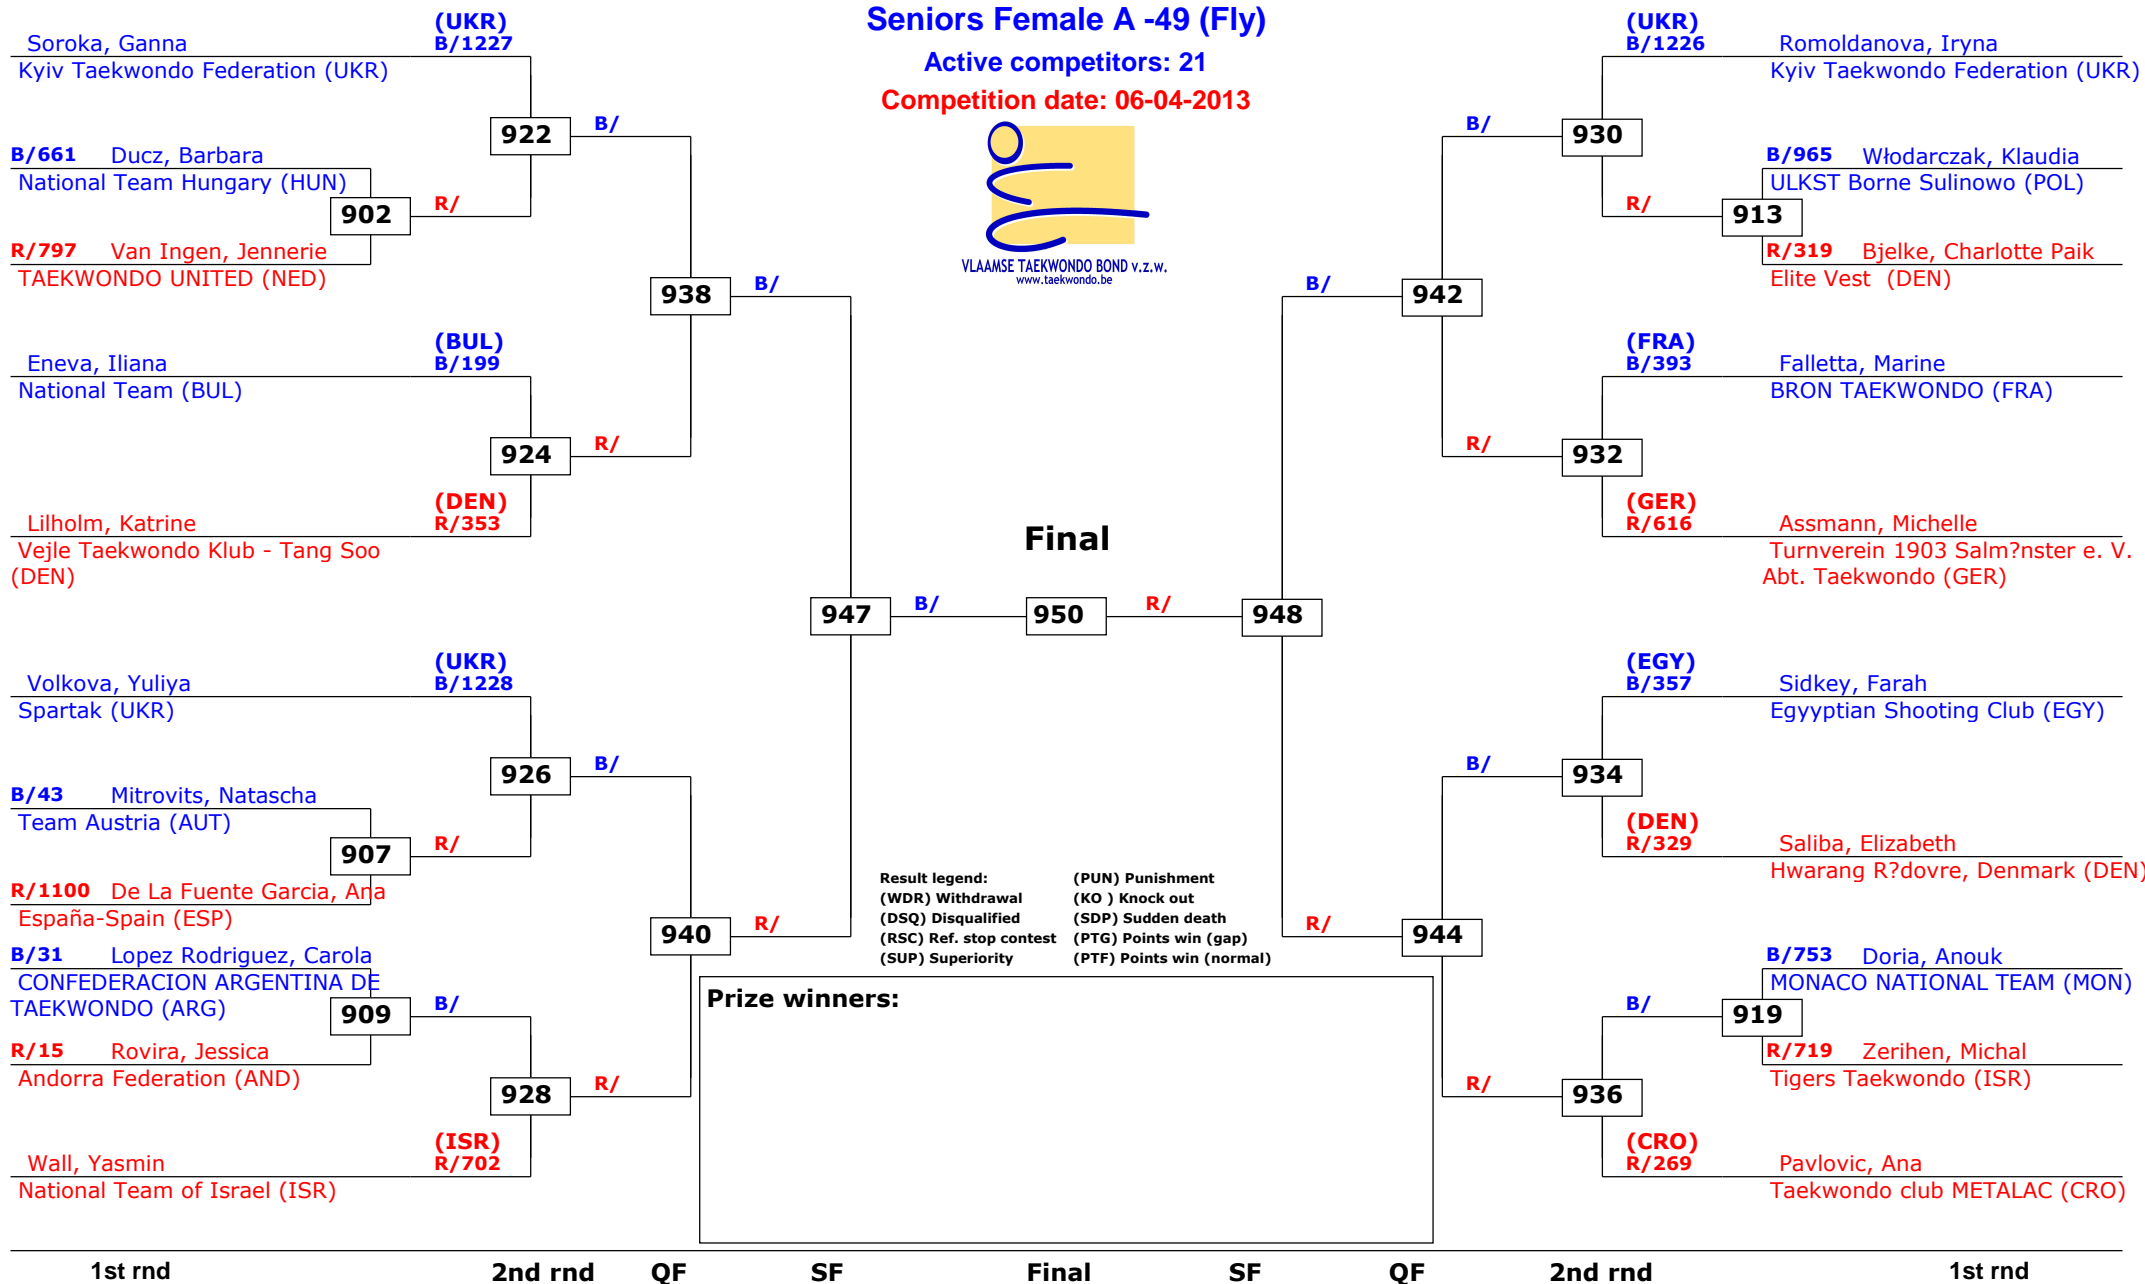 Seniors Female A -49 (Fly)
Active competitors: 21
Competition date: 06-04-2013
VLAAMSE TAEKWONDO BOND v.z.w.
www.taekwondo.be
(UKR)
Soroka, Ganna B/1227
Kyiv Taekwondo Federation (UKR)
922 B/
B/661 Ducz, Barbara
National Team Hungary (HUN)
902 R/
R/797 Van Ingen, Jennerie
TAEKWONDO UNITED (NED)
938 B/
(BUL)
Eneva, Iliana B/199
National Team (BUL)
924 R/
(DEN)
Lilholm, Katrine R/353
Vejle Taekwondo Klub - Tang Soo
(DEN)
947 B/
(UKR)
Volkova, Yuliya B/1228
Spartak (UKR)
926 B/
B/43 Mitrovits, Natascha
Team Austria (AUT)
907 R/
R/1100 De La Fuente Garcia, Ana
España-Spain (ESP)
940 R/
B/31 Lopez Rodriguez, Carola
CONFEDERACION ARGENTINA DE
TAEKWONDO (ARG)
909 B/
R/15 Rovira, Jessica
Andorra Federation (AND)
928 R/
(ISR)
Wall, Yasmin R/702
National Team of Israel (ISR)
Final
950
(UKR)
B/1226 Romoldanova, Iryna
Kyiv Taekwondo Federation (UKR)
B/ 930
B/965 Włodarczak, Klaudia
ULKST Borne Sulinowo (POL)
R/ 913
R/319 Bjelke, Charlotte Paik
Elite Vest (DEN)
B/ 942
(FRA)
B/393 Falletta, Marine
BRON TAEKWONDO (FRA)
R/ 932
(GER)
R/616 Assmann, Michelle
Turnverein 1903 Salm?nster e. V.
Abt. Taekwondo (GER)
R/ 948
(EGY)
B/357 Sidkey, Farah
Egyyptian Shooting Club (EGY)
B/ 934
(DEN)
R/329 Saliba, Elizabeth
Hwarang R?dovre, Denmark (DEN)
R/ 944
B/753 Doria, Anouk
MONACO NATIONAL TEAM (MON)
B/ 919
R/719 Zerihen, Michal
Tigers Taekwondo (ISR)
R/ 936
(CRO)
R/269 Pavlovic, Ana
Taekwondo club METALAC (CRO)
Result legend: (PUN) Punishment
(WDR) Withdrawal (KO ) Knock out
(DSQ) Disqualified (SDP) Sudden death
(RSC) Ref. stop contest (PTG) Points win (gap)
(SUP) Superiority (PTF) Points win (normal)
Prize winners:
1st rnd 2nd rnd QF SF Final SF QF 2nd rnd 1st rnd